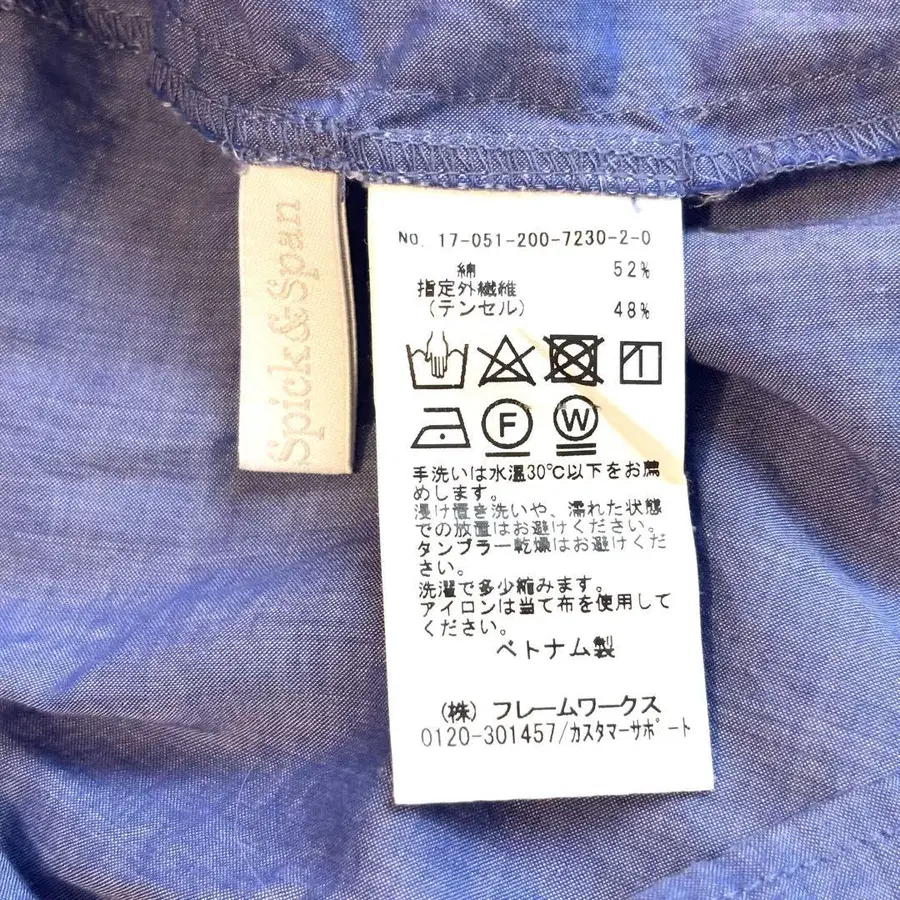 Spick&Span
No. 17-051-200-7230-2-0
綿 52%
指定外繊維
(テンセル) 48%
F W
手洗いは水温30℃以下をお薦
めします。
浸け置き洗いや、濡れた状態
での放置はお避けください。
タンブラー乾燥はお避けくだ
さい。
洗濯で多少縮みます。
アイロンは当て布を使用して
ください。
ベトナム製
(株) フレームワークス
0120-301457/カスタマーサポート